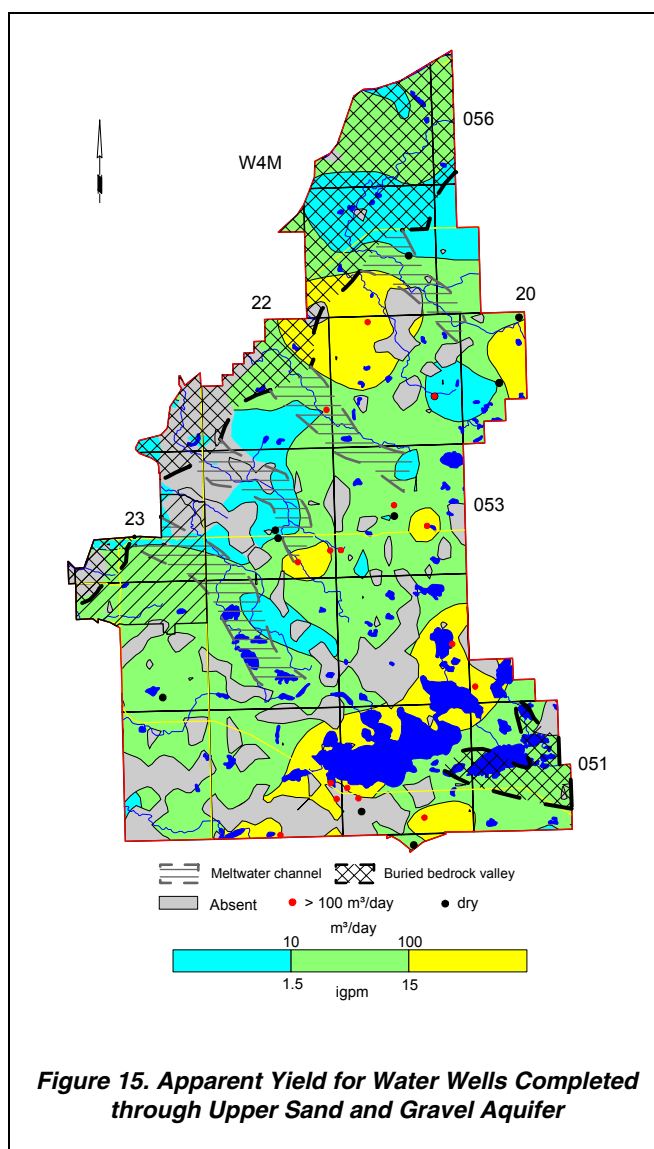 056
W4M
22
20
053
23
051
Meltwater channel Buried bedrock valley
Absent > 100 m³/day dry
m³/day
10 100
1.5 igpm 15
Figure 15. Apparent Yield for Water Wells Completed
through Upper Sand and Gravel Aquifer